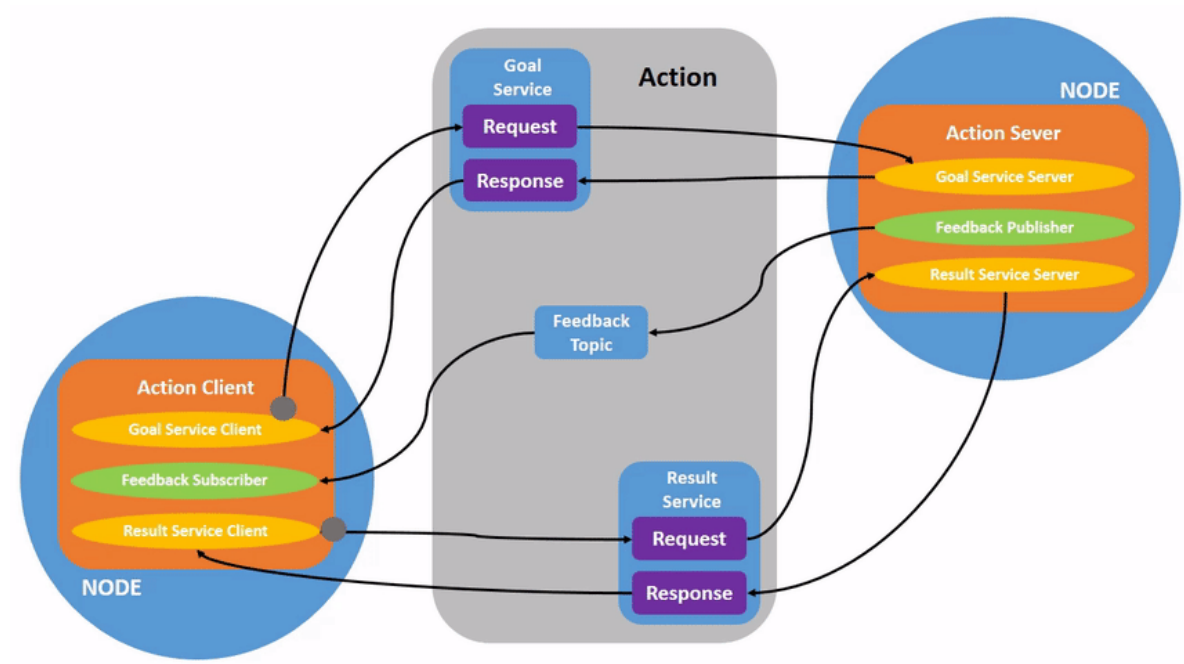 Goal
Service
Request
Response
Action
NODE
Action Sever
Goal Service Server
Feedback Publisher
Result Service Server
Feedback
Topic
Action Client
Goal Service Client
Feedback Subscriber
Result Service Client
NODE
Result
Service
Request
Response